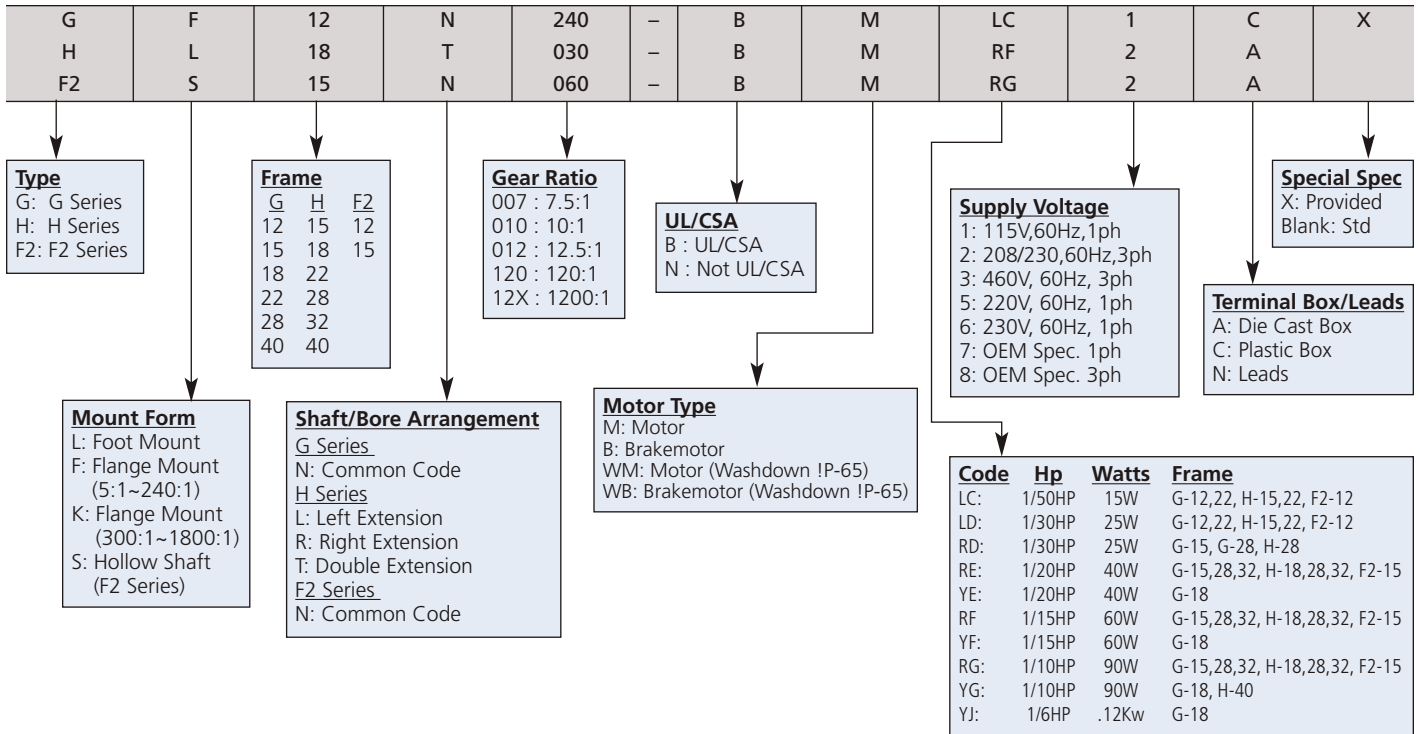 G F 12 N 240 – B M LC 1 C X
H L 18 T 030 – B M RF 2 A
F2 S 15 N 060 – B M RG 2 A
Type
G: G Series
H: H Series
F2: F2 Series
Frame
G H F2
12 15 12
15 18 15
18 22
22 28
28 32
40 40
Gear Ratio
007 : 7.5:1
010 : 10:1
012 : 12.5:1
120 : 120:1
12X : 1200:1
UL/CSA
B : UL/CSA
N : Not UL/CSA
Supply Voltage
1: 115V,60Hz,1ph
2: 208/230,60Hz,3ph
3: 460V, 60Hz, 3ph
5: 220V, 60Hz, 1ph
6: 230V, 60Hz, 1ph
7: OEM Spec. 1ph
8: OEM Spec. 3ph
Special Spec
X: Provided
Blank: Std
Terminal Box/Leads
A: Die Cast Box
C: Plastic Box
N: Leads
Mount Form
L: Foot Mount
F: Flange Mount
(5:1~240:1)
K: Flange Mount
(300:1~1800:1)
S: Hollow Shaft
(F2 Series)
Shaft/Bore Arrangement
G Series
N: Common Code
H Series
L: Left Extension
R: Right Extension
T: Double Extension
F2 Series
N: Common Code
Motor Type
M: Motor
B: Brakemotor
WM: Motor (Washdown !P-65)
WB: Brakemotor (Washdown !P-65)
Code Hp Watts Frame
LC: 1/50HP 15W G-12,22, H-15,22, F2-12
LD: 1/30HP 25W G-12,22, H-15,22, F2-12
RD: 1/30HP 25W G-15, G-28, H-28
RE: 1/20HP 40W G-15,28,32, H-18,28,32, F2-15
YE: 1/20HP 40W G-18
RF 1/15HP 60W G-15,28,32, H-18,28,32, F2-15
YF: 1/15HP 60W G-18
RG: 1/10HP 90W G-15,28,32, H-18,28,32, F2-15
YG: 1/10HP 90W G-18, H-40
YJ: 1/6HP .12Kw G-18